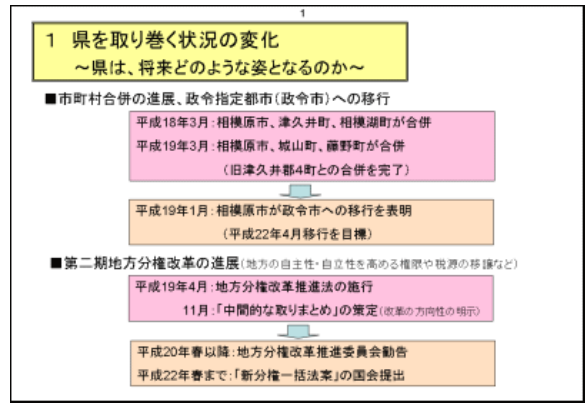 1
1 県を取り巻く状況の変化
～県は、将来どのような姿となるのか～
■市町村合併の進展、政令指定都市(政令市)への移行
平成18年3月:相模原市、津久井町、相模湖町が合併
平成19年3月:相模原市、城山町、藤野町が合併
(旧津久井郡4町との合併を完了)
平成19年1月:相模原市が政令市への移行を表明
(平成22年4月移行を目標)
■第二期地方分権改革の進展(地方の自主性・自立性を高める権限や税源の移譲など)
平成19年4月:地方分権改革推進法の施行
11月:「中間的な取りまとめ」の策定(改革の方向性の明示)
平成20年春以降:地方分権改革推進委員会勧告
平成22年春まで:「新分権一括法案」の国会提出